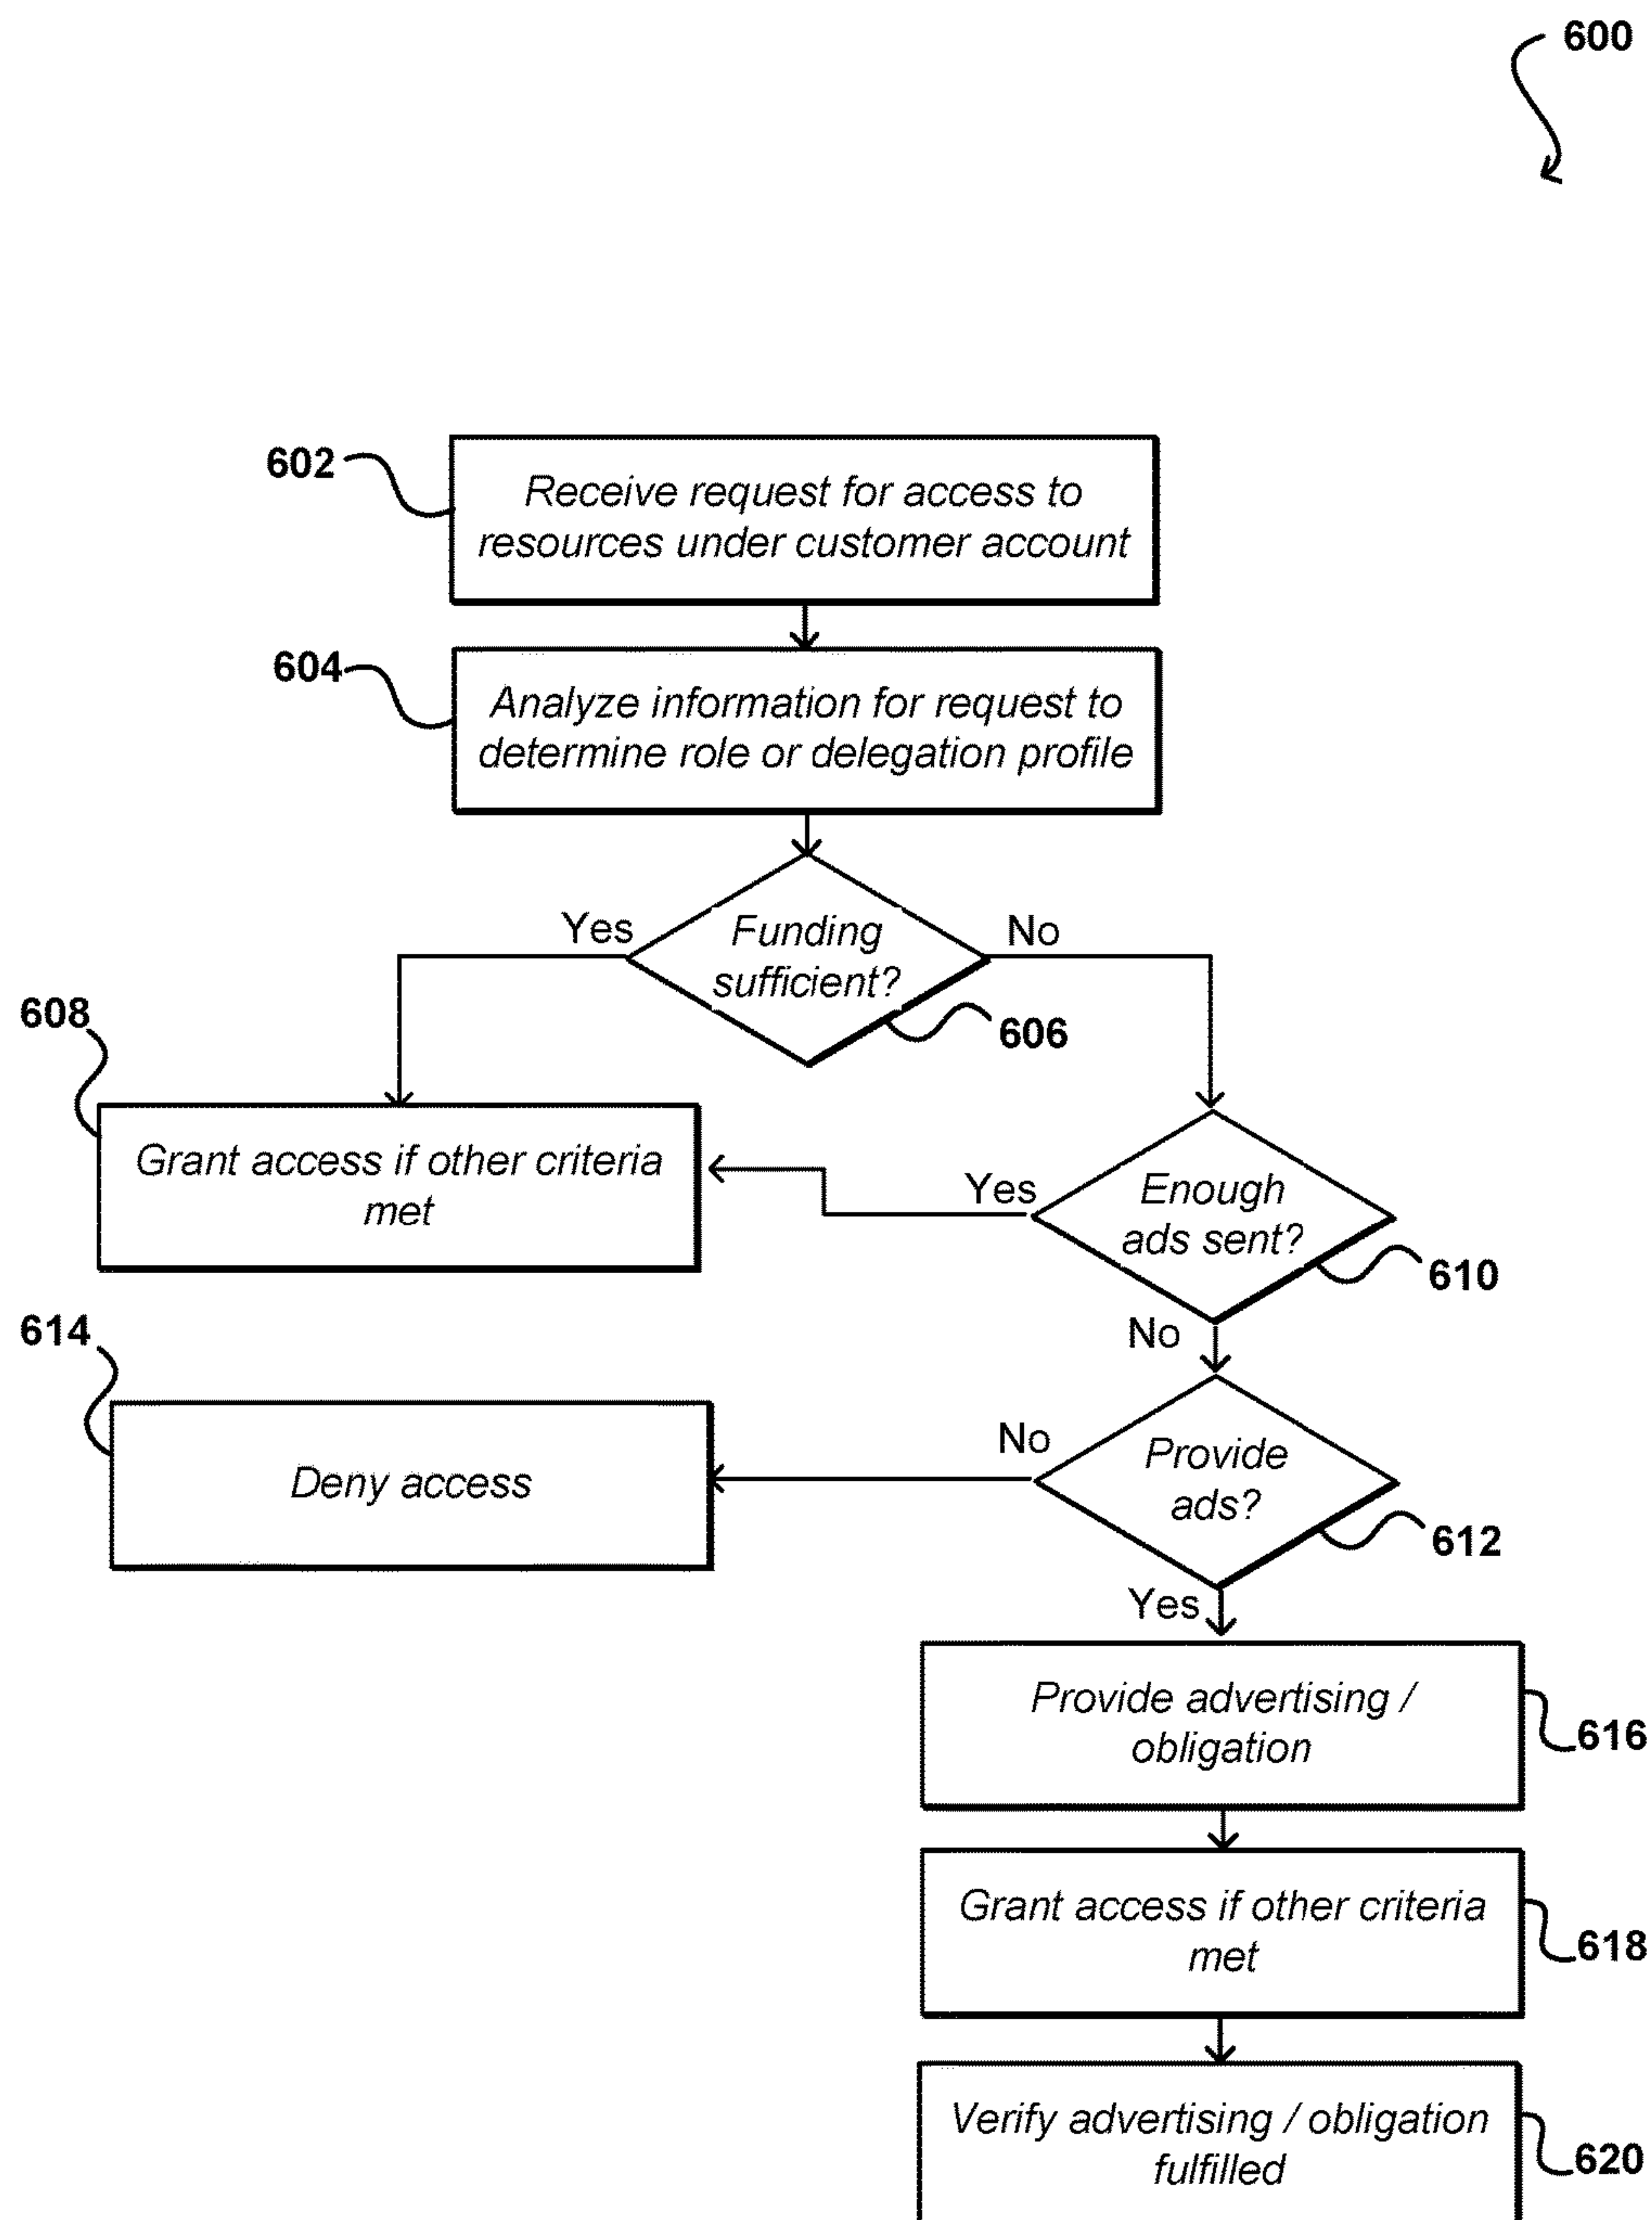 600
602
Receive request for access to
resources under customer account
604
Analyze information for request to
determine role or delegation profile
Yes
Funding
sufficient?
No
606
608
Grant access if other criteria
met
Yes
Enough
ads sent?
610
No
614
Deny access
No
Provide
ads?
612
Yes
Provide advertising /
obligation
616
Grant access if other criteria
met
618
Verify advertising / obligation
fulfilled
620